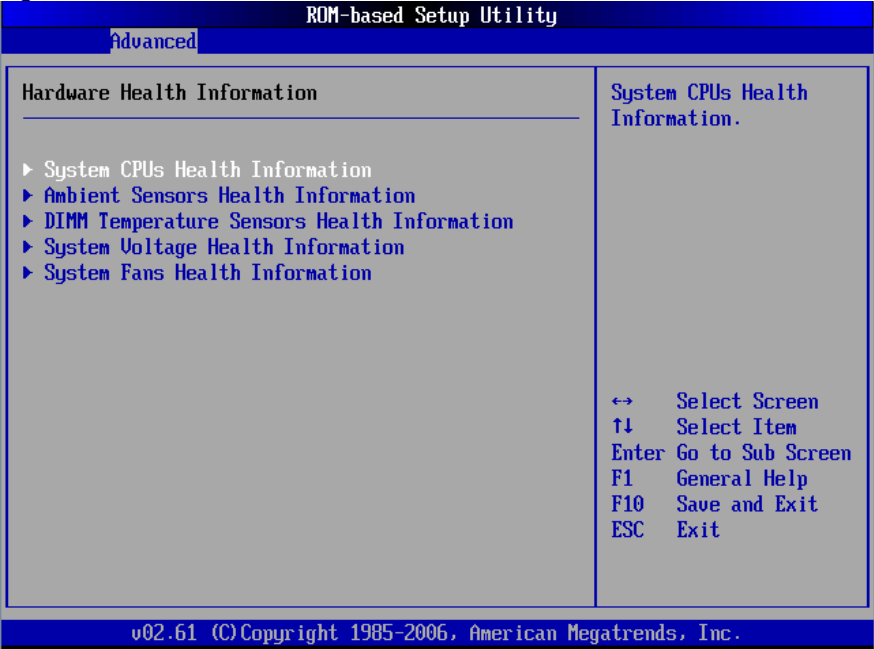 ROM-based Setup Utility
Advanced
Hardware Health Information
▶ System CPUs Health Information
▶ Ambient Sensors Health Information
▶ DIMM Temperature Sensors Health Information
▶ System Voltage Health Information
▶ System Fans Health Information
System CPUs Health
Information.
↔ Select Screen
↑↓ Select Item
Enter Go to Sub Screen
F1 General Help
F10 Save and Exit
ESC Exit
v02.61 (C)Copyright 1985-2006, American Megatrends, Inc.